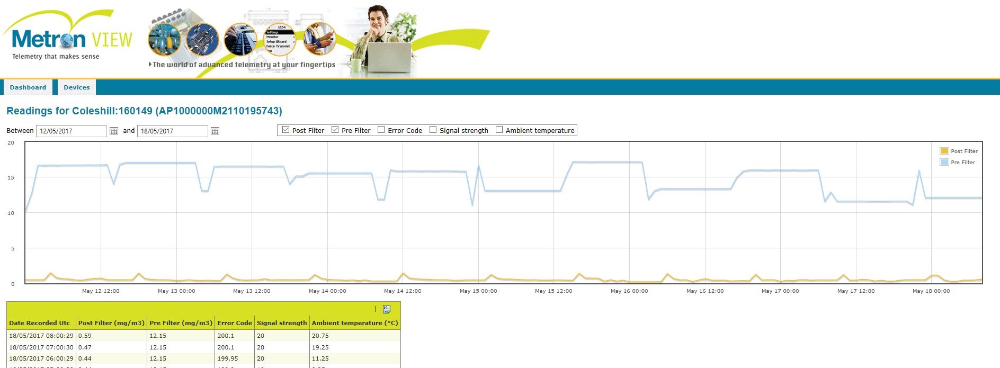 Metron VIEW
Telemetry that makes sense
12:34
Settings
Monitor
Setup Wizard
Force Transmit
The world of advanced telemetry at your fingertips
Dashboard Devices
Readings for Coleshill:160149 (AP1000000M2110195743)
Between 12/05/2017 and 18/05/2017 Post Filter Pre Filter Error Code Signal strength Ambient temperature
20
15
10
5
0
Post Filter
Pre Filter
May 12 12:00 May 13 00:00 May 13 12:00 May 14 00:00 May 14 12:00 May 15 00:00 May 15 12:00 May 16 00:00 May 16 12:00 May 17 00:00 May 17 12:00 May 18 00:00
| CSV
Date Recorded Utc Post Filter (mg/m3) Pre Filter (mg/m3) Error Code Signal strength Ambient temperature (°C)
18/05/2017 08:00:29 0.59 12.15 200.1 20 20.75
18/05/2017 07:00:30 0.47 12.15 200.1 20 19.25
18/05/2017 06:00:29 0.44 12.15 199.95 20 11.25